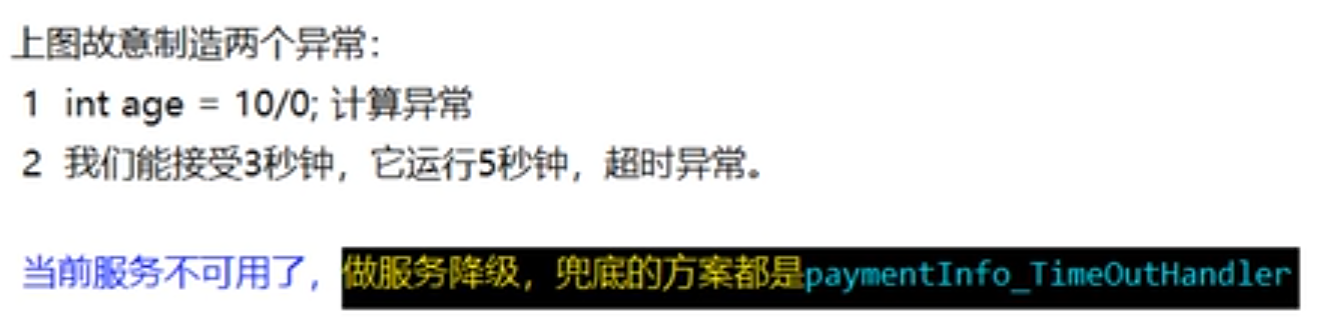 上图故意制造两个异常：
1 int age = 10/0; 计算异常
2 我们能接受3秒钟，它运行5秒钟，超时异常。
当前服务不可用了，做服务降级，兜底的方案都是paymentInfo_TimeOutHandler